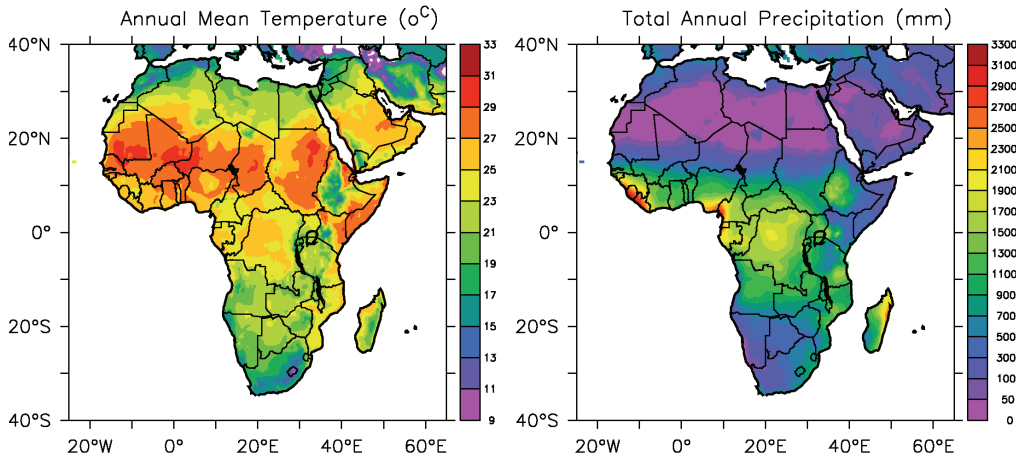 Annual Mean Temperature (oC)
40°N
20°N
0°
20°S
40°S
20°W 0° 20°E 40°E 60°E
33
31
29
27
25
23
21
19
17
15
13
11
9
Total Annual Precipitation (mm)
40°N
20°N
0°
20°S
40°S
20°W 0° 20°E 40°E 60°E
3300
3100
2900
2700
2500
2300
2100
1900
1700
1500
1300
1100
900
700
500
300
100
50
0